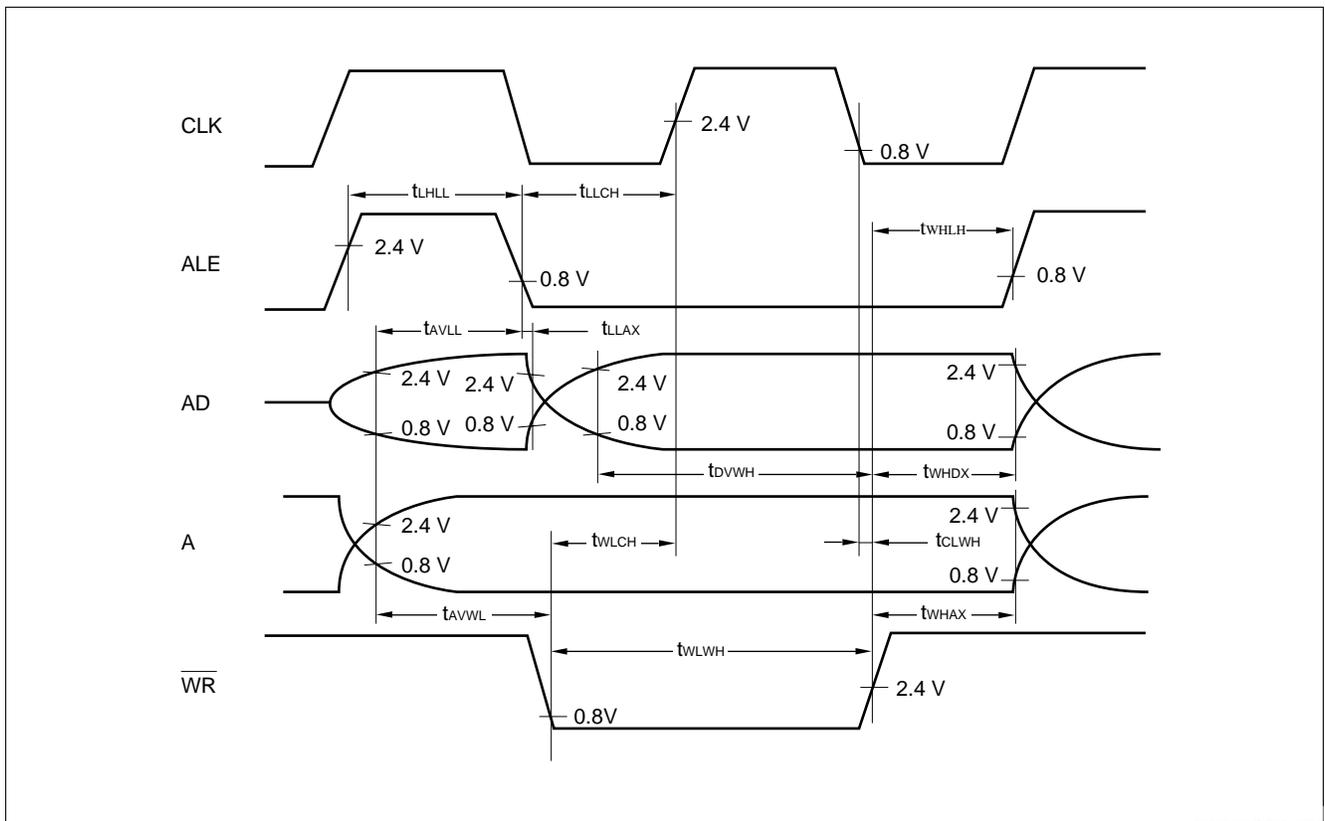 CLK
2.4 V
0.8 V
tLHLL
tLLCH
tWHLH
ALE
2.4 V
0.8 V
0.8 V
tAVLL
tLLAX
AD
2.4 V
2.4 V
2.4 V
2.4 V
0.8 V
0.8 V
0.8 V
0.8 V
tDVWH
tWHDX
A
2.4 V
2.4 V
tWLCH
tCLWH
0.8 V
0.8 V
tAVWL
tWHAX
tWLWH
WR
2.4 V
0.8V